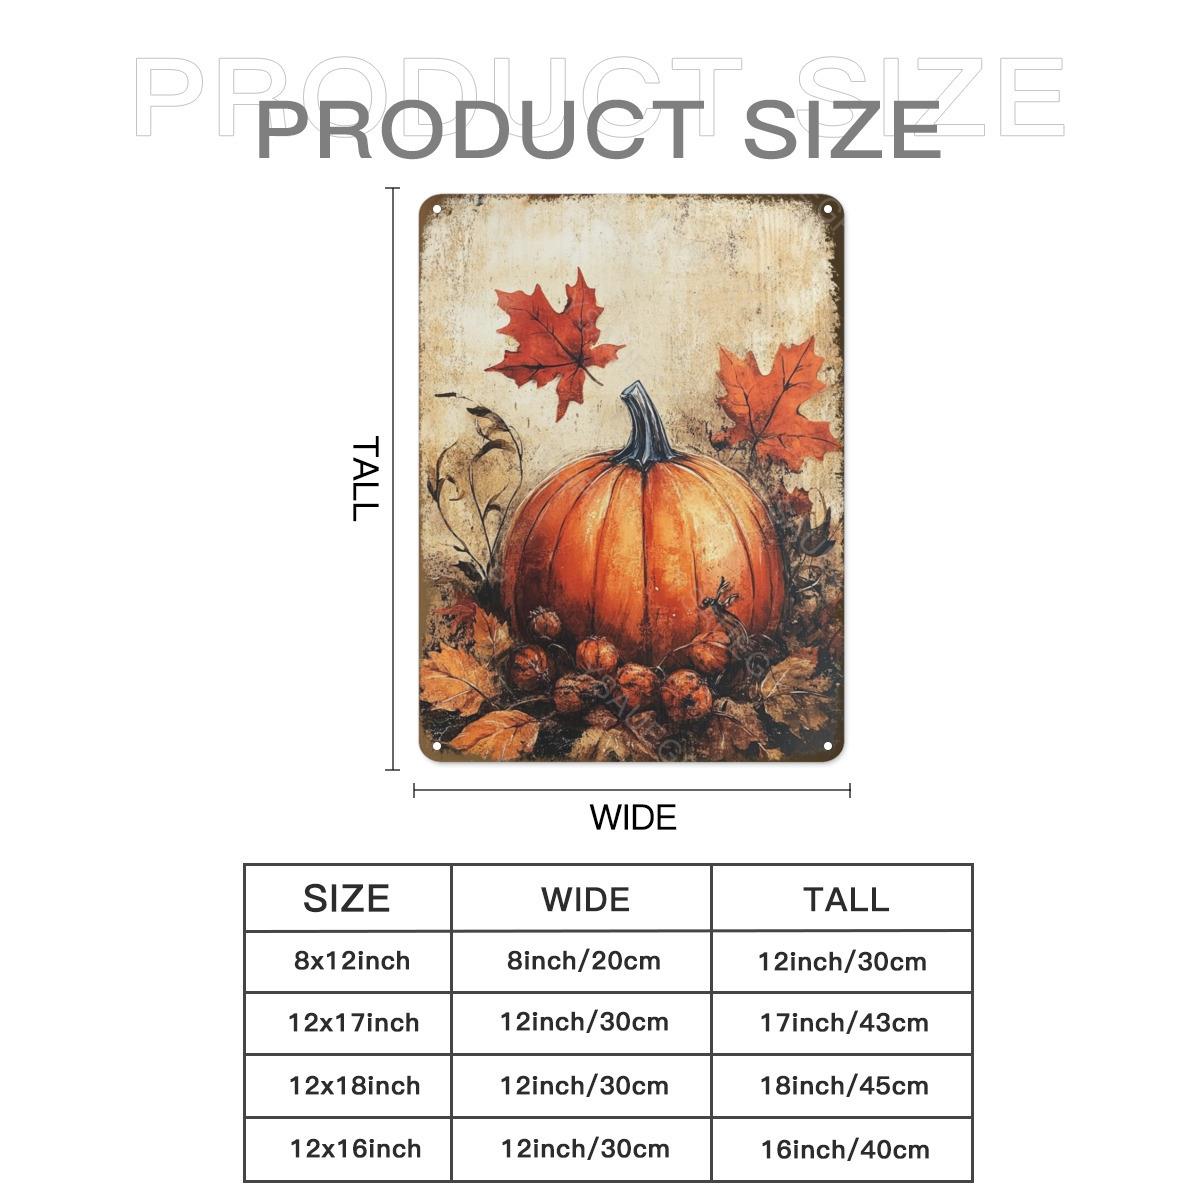 PRODUCT SIZE
PRODUCT SIZE
TALL
WIDE
SIZE WIDE TALL
8x12inch 8inch/20cm 12inch/30cm
12x17inch 12inch/30cm 17inch/43cm
12x18inch 12inch/30cm 18inch/45cm
12x16inch 12inch/30cm 16inch/40cm